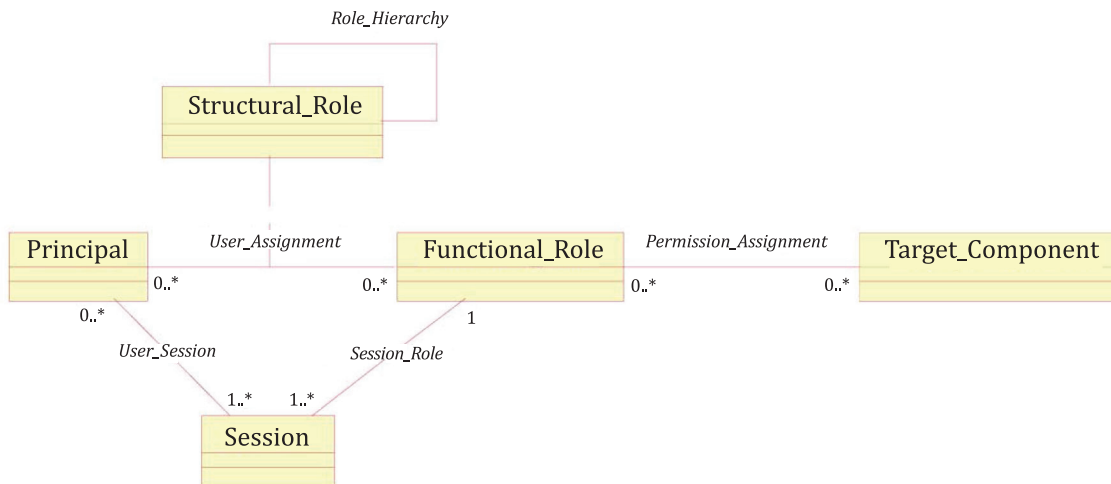 Role_Hierarchy
Structural_Role
Principal
User_Assignment
Functional_Role
Permission_Assignment
Target_Component
0..*
0..*
0..*
0..*
0..*
1
User_Session
Session_Role
1..*
1..*
Session